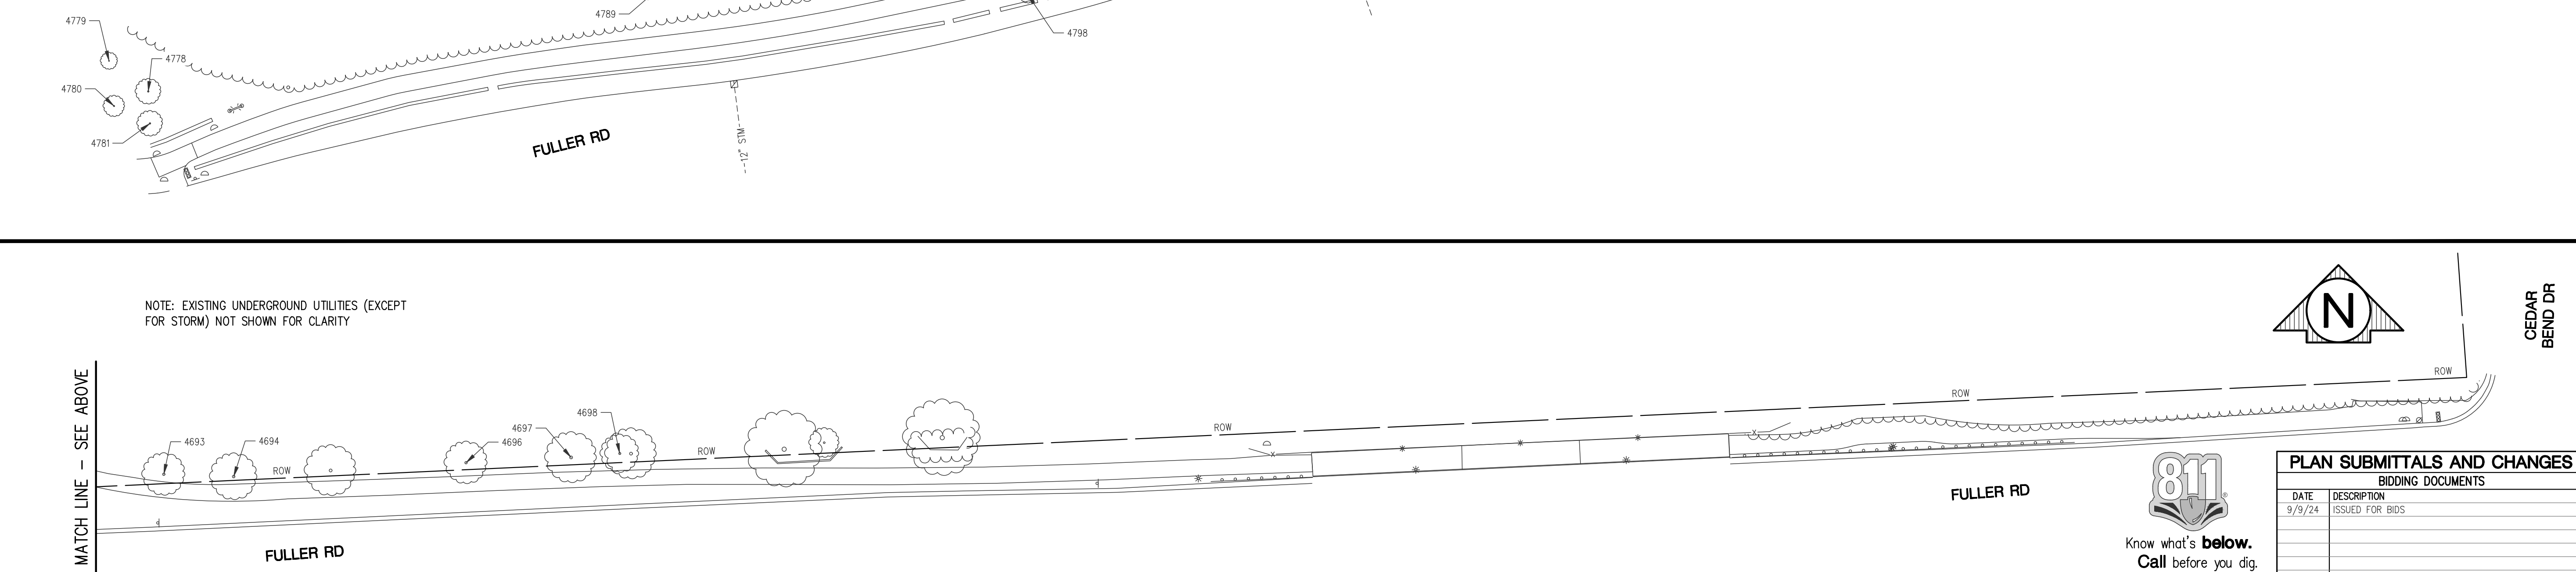 4779
4789
4798
4778
4780
4781
FULLER RD
12" STM
NOTE: EXISTING UNDERGROUND UTILITIES (EXCEPT
FOR STORM) NOT SHOWN FOR CLARITY
MATCH LINE - SEE ABOVE
4693
4694
ROW
4696
4697
4698
ROW
ROW
ROW
ROW
FULLER RD
FULLER RD
N
CEDAR
BEND DR
811
®
Know what's below.
Call before you dig.
PLAN SUBMITTALS AND CHANGES
BIDDING DOCUMENTS
DATE DESCRIPTION
9/9/24 ISSUED FOR BIDS